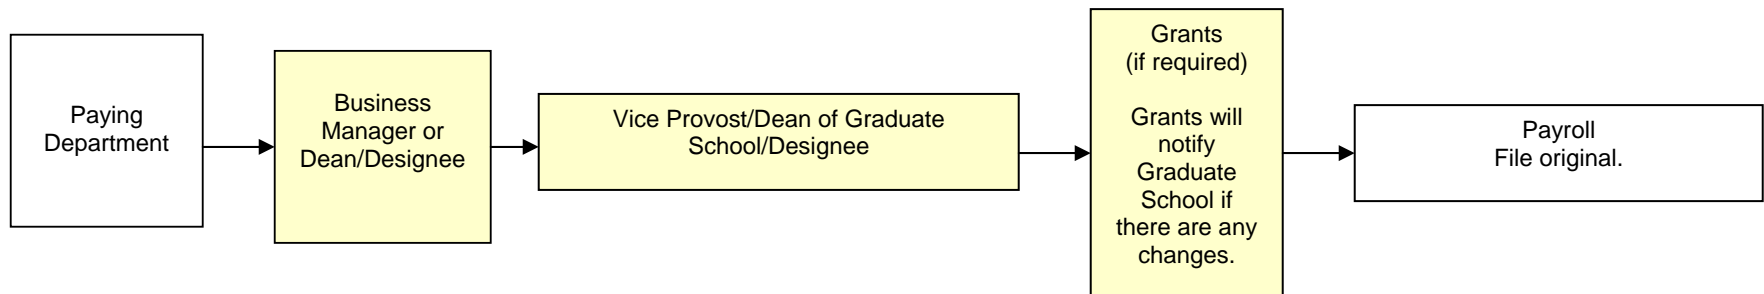 Paying
Department
Business
Manager or
Dean/Designee
Vice Provost/Dean of Graduate
School/Designee
Grants
(if required)
Grants will
notify
Graduate
School if
there are any
changes.
Payroll
File original.